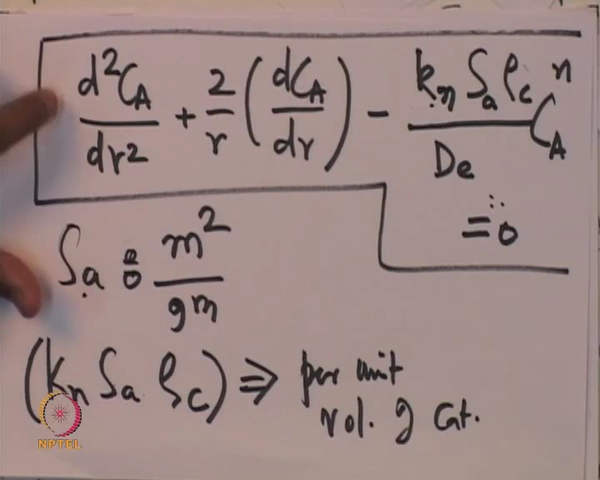 d²C_A/dr² + 2/r (dC_A/dr) - k_n S_a ρ_c/D_e C_A^n = 0
S_a m²/gm
(k_n S_a ρ_c) ⇒ per unit
vol. of cat.
NPTEL